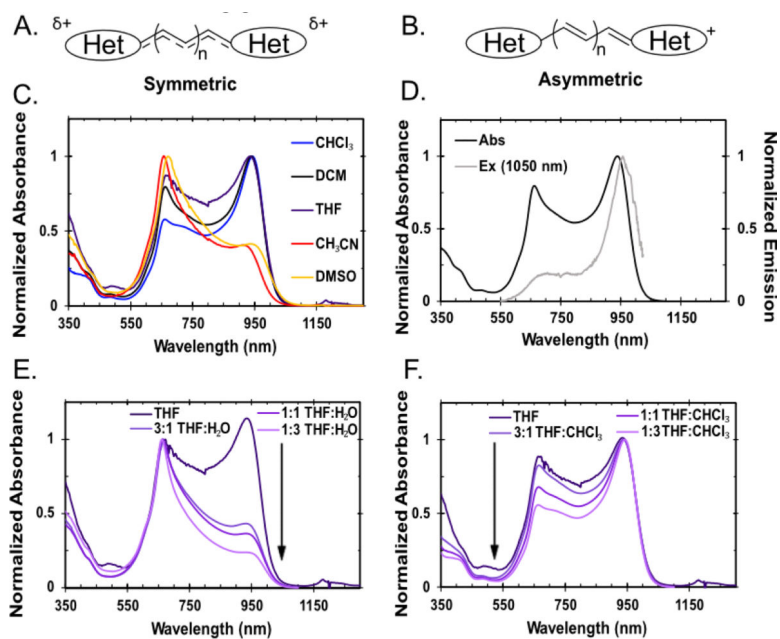 A.
δ+
Het
n
Het
δ+
Symmetric
B.
Het
n
Het
+
Asymmetric
C.
Normalized Absorbance
1
0.5
0
350
550
750
950
1150
Wavelength (nm)
CHCl₃
DCM
THF
CH₃CN
DMSO
D.
Normalized Absorbance
1
0.5
0
350
550
750
950
1150
Wavelength (nm)
Abs
Ex (1050 nm)
1
0.5
0
Normalized Emission
E.
Normalized Absorbance
1
0.5
0
350
550
750
950
1150
Wavelength (nm)
THF
3:1 THF:H₂O
1:1 THF:H₂O
1:3 THF:H₂O
F.
Normalized Absorbance
1
0.5
0
350
550
750
950
1150
Wavelength (nm)
THF
3:1 THF:CHCl₃
1:1 THF:CHCl₃
1:3 THF:CHCl₃